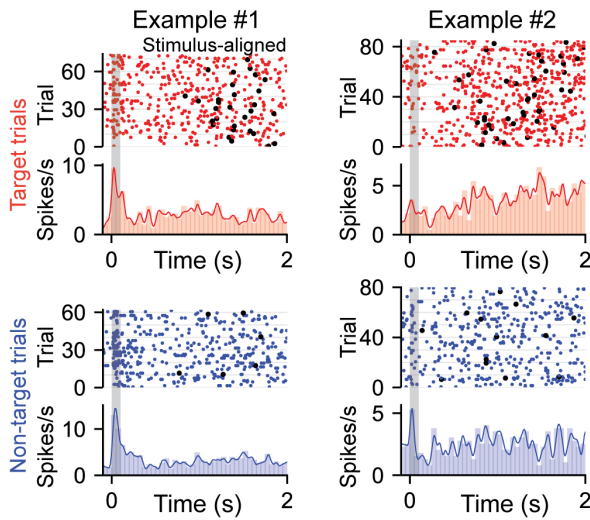 Example #1
Example #2
Stimulus-aligned
Target trials
Trial
60
30
0
Trial
80
40
0
Spikes/s
10
0
Spikes/s
5
0
0
Time (s)
2
0
Time (s)
2
Non-target trials
Trial
60
30
0
Trial
80
40
0
Spikes/s
10
0
Spikes/s
5
0
0
Time (s)
2
0
Time (s)
2